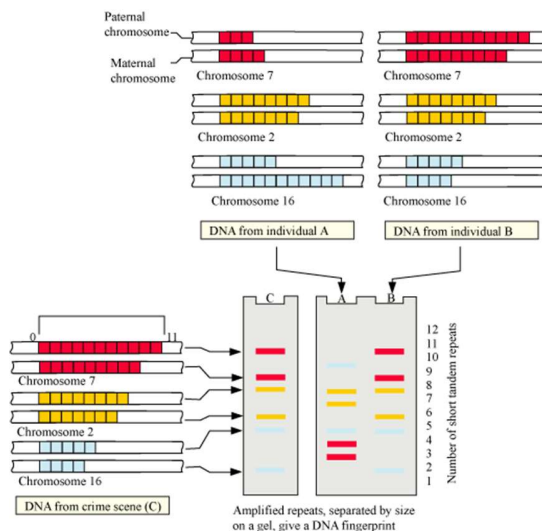 Paternal
chromosome
Maternal
chromosome
Chromosome 7
Chromosome 7
Chromosome 2
Chromosome 2
Chromosome 16
Chromosome 16
DNA from individual A
DNA from individual B
C
A
B
0
11
Chromosome 7
Chromosome 2
Chromosome 16
DNA from crime scene (C)
12
11
10
9
8
7
6
5
4
3
2
1
Number of short tandem repeats
Amplified repeats, separated by size
on a gel, give a DNA fingerprint